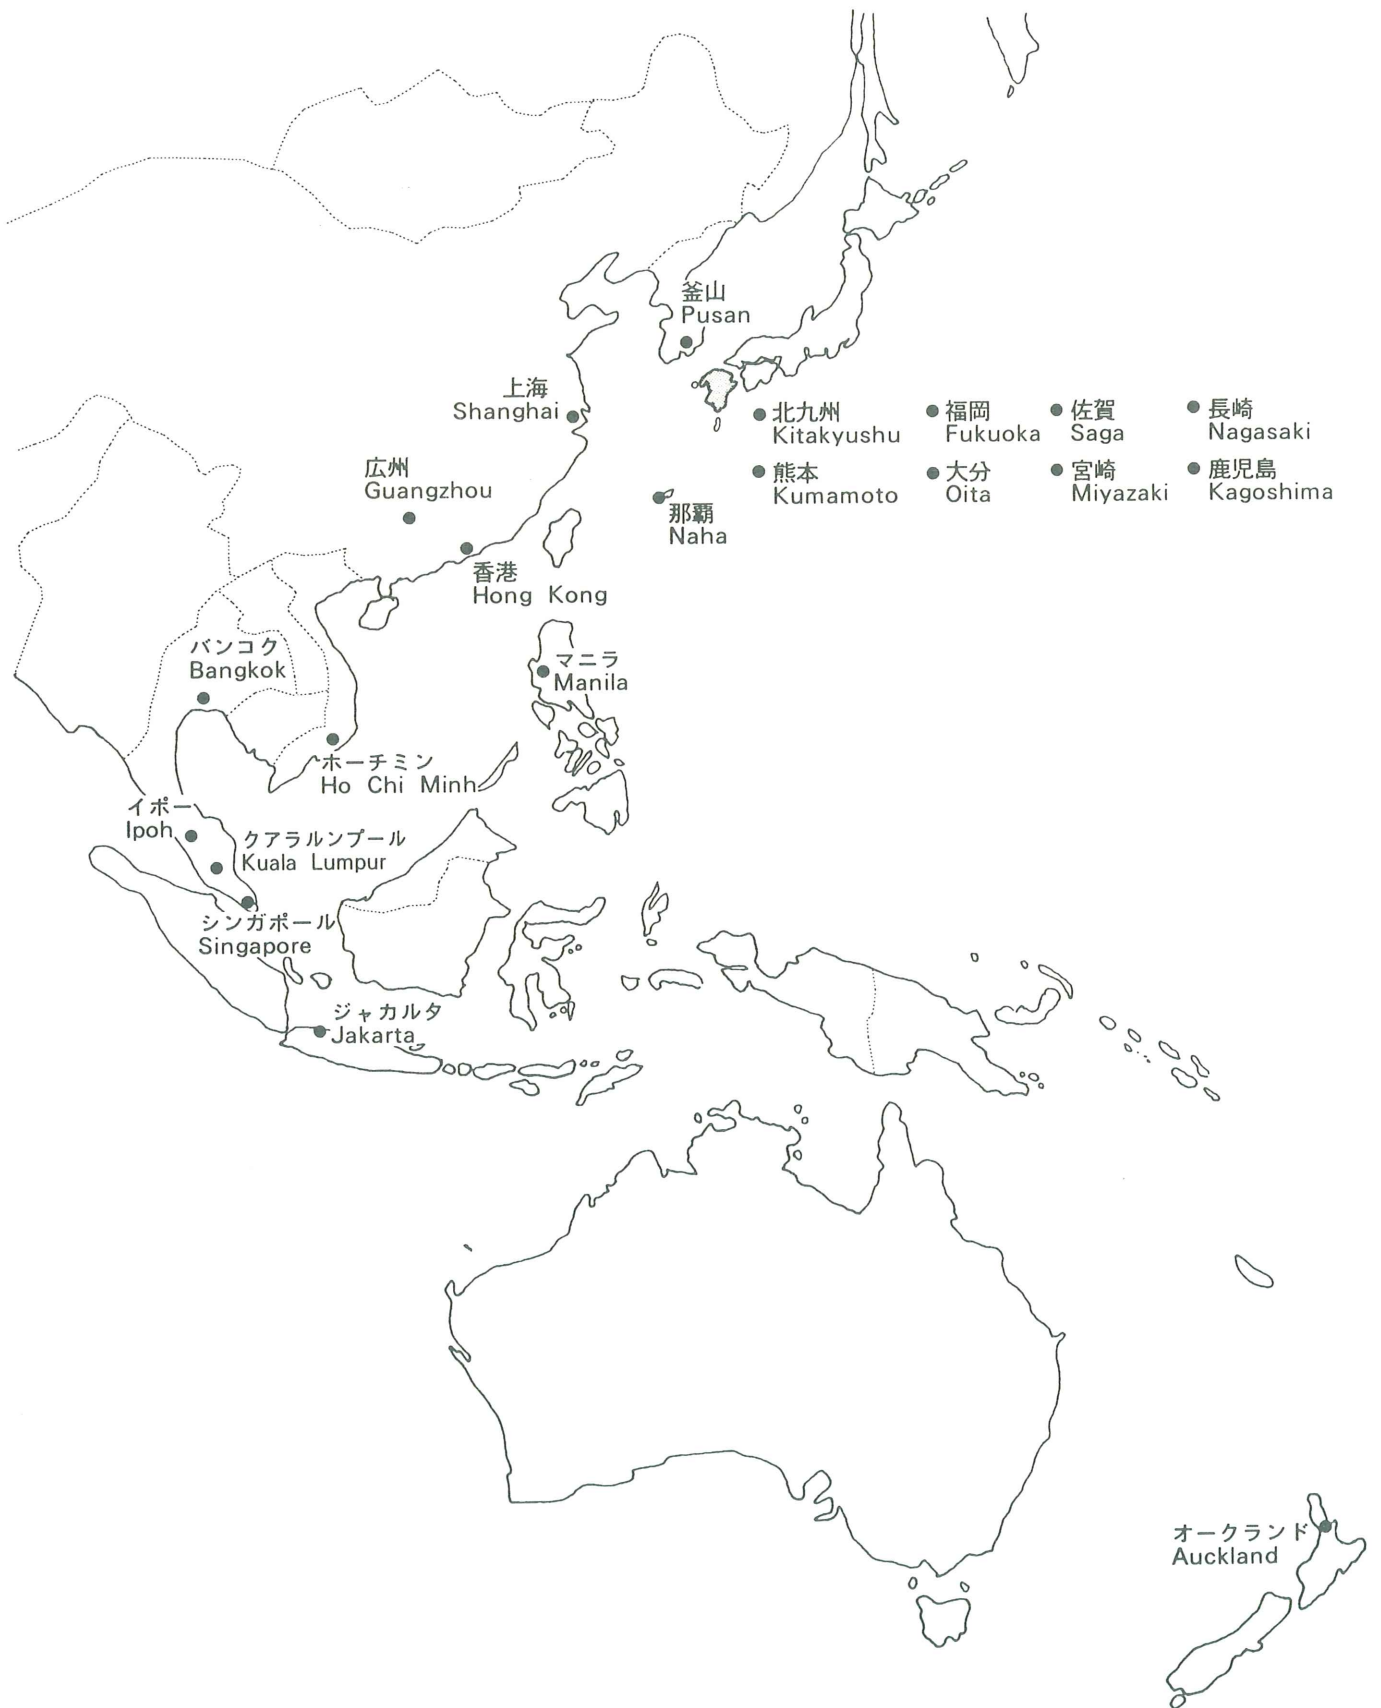 釜山
Pusan
上海
Shanghai
北九州
Kitakyushu
福岡
Fukuoka
佐賀
Saga
長崎
Nagasaki
熊本
Kumamoto
大分
Oita
宮崎
Miyazaki
鹿児島
Kagoshima
広州
Guangzhou
那覇
Naha
香港
Hong Kong
バンコク
Bangkok
マニラ
Manila
ホーチミン
Ho Chi Minh
イポー
Ipoh
クアラルンプール
Kuala Lumpur
シンガポール
Singapore
ジャカルタ
Jakarta
オークランド
Auckland